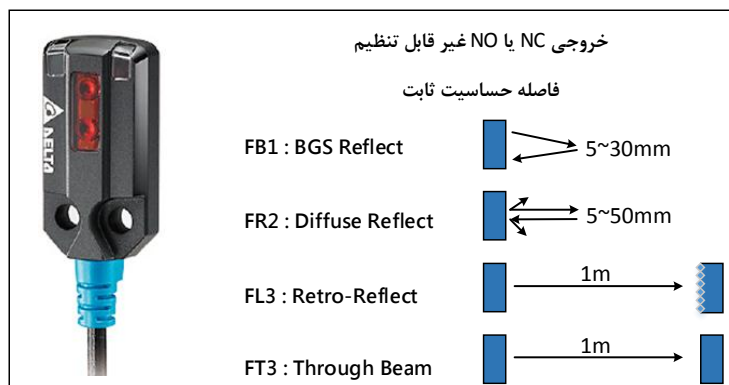 خروجی NC یا NO غیر قابل تنظیم
فاصله حساسیت ثابت
DELTA
FB1 : BGS Reflect
5~30mm
FR2 : Diffuse Reflect
5~50mm
FL3 : Retro-Reflect
1m
FT3 : Through Beam
1m